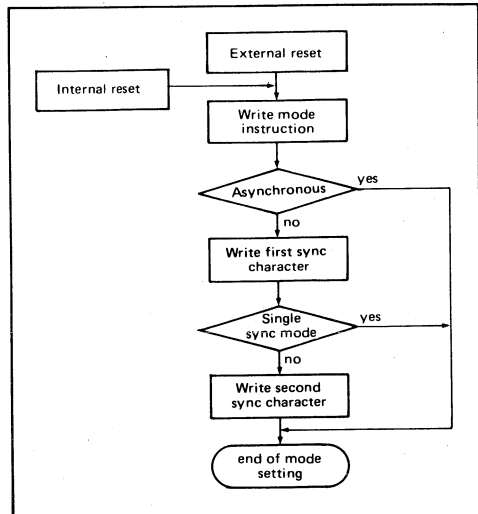 External reset
Internal reset
Write mode
instruction
Asynchronous
yes
no
Write first sync
character
Single
sync mode
yes
no
Write second
sync character
end of mode
setting